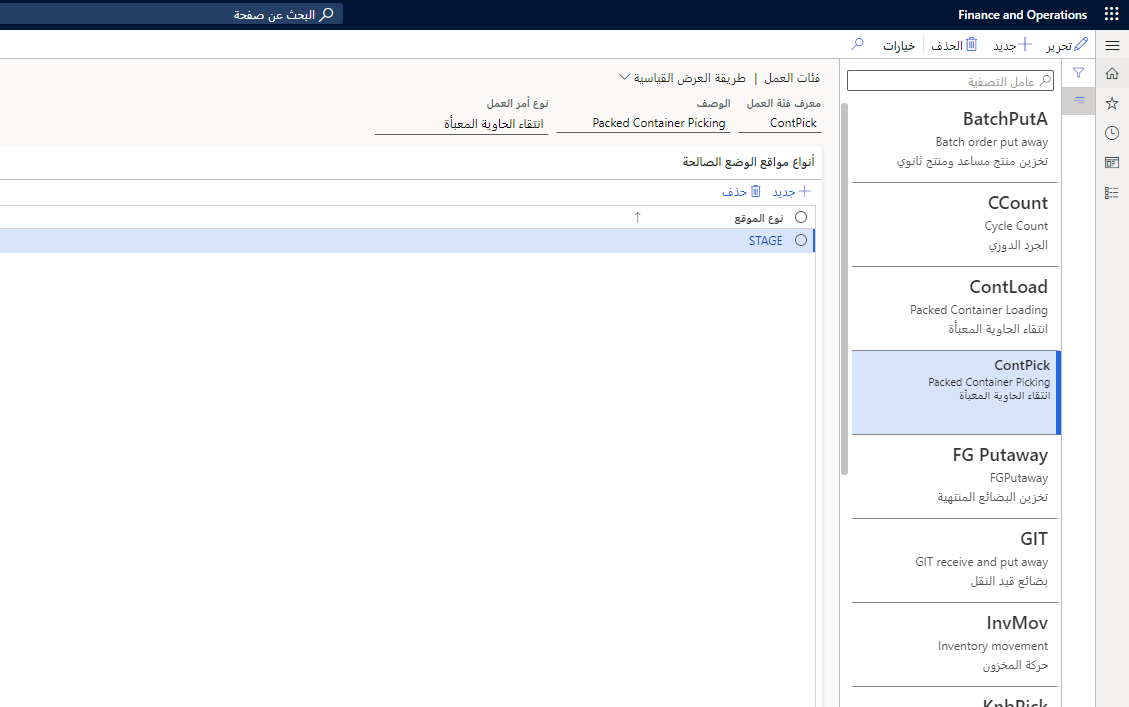 Finance and Operations
البحث عن صفحة
تحرير
جديد
الحذف
خيارات
عامل التصفية
BatchPutA
Batch order put away
تخزين منتج مساعد ومنتج ثانوي
CCount
Cycle Count
الجرد الدوري
ContLoad
Packed Container Loading
انتقاء الحاوية المعبأة
ContPick
Packed Container Picking
انتقاء الحاوية المعبأة
FG Putaway
FGPutaway
تخزين البضائع المنتهية
GIT
GIT receive and put away
بضائع قيد النقل
InvMov
Inventory movement
حركة المخزون
فئات العمل | طريقة العرض القياسية
معرف فئة العمل
ContPick
الوصف
Packed Container Picking
نوع أمر العمل
انتقاء الحاوية المعبأة
أنواع مواقع الوضع الصالحة
جديد
حذف
نوع الموقع
STAGE